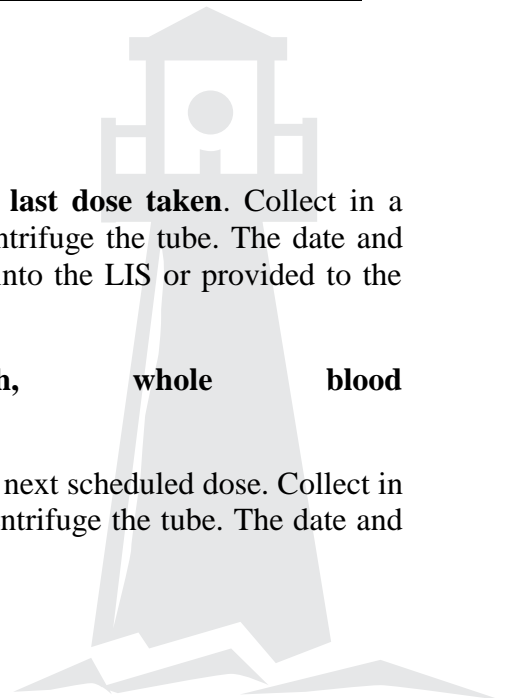 last dose taken. Collect in a
ntrifuge the tube. The date and
into the LIS or provided to the
h, whole blood
next scheduled dose. Collect in
ntrifuge the tube. The date and